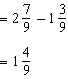 = 2 7/9 − 1 3/9
= 1 4/9